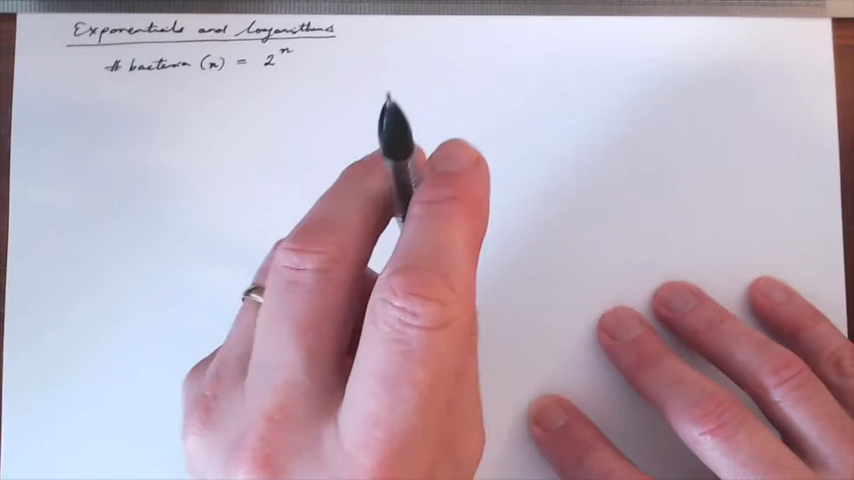 Exponentials and logarithms
# bacteria (n) = 2^n